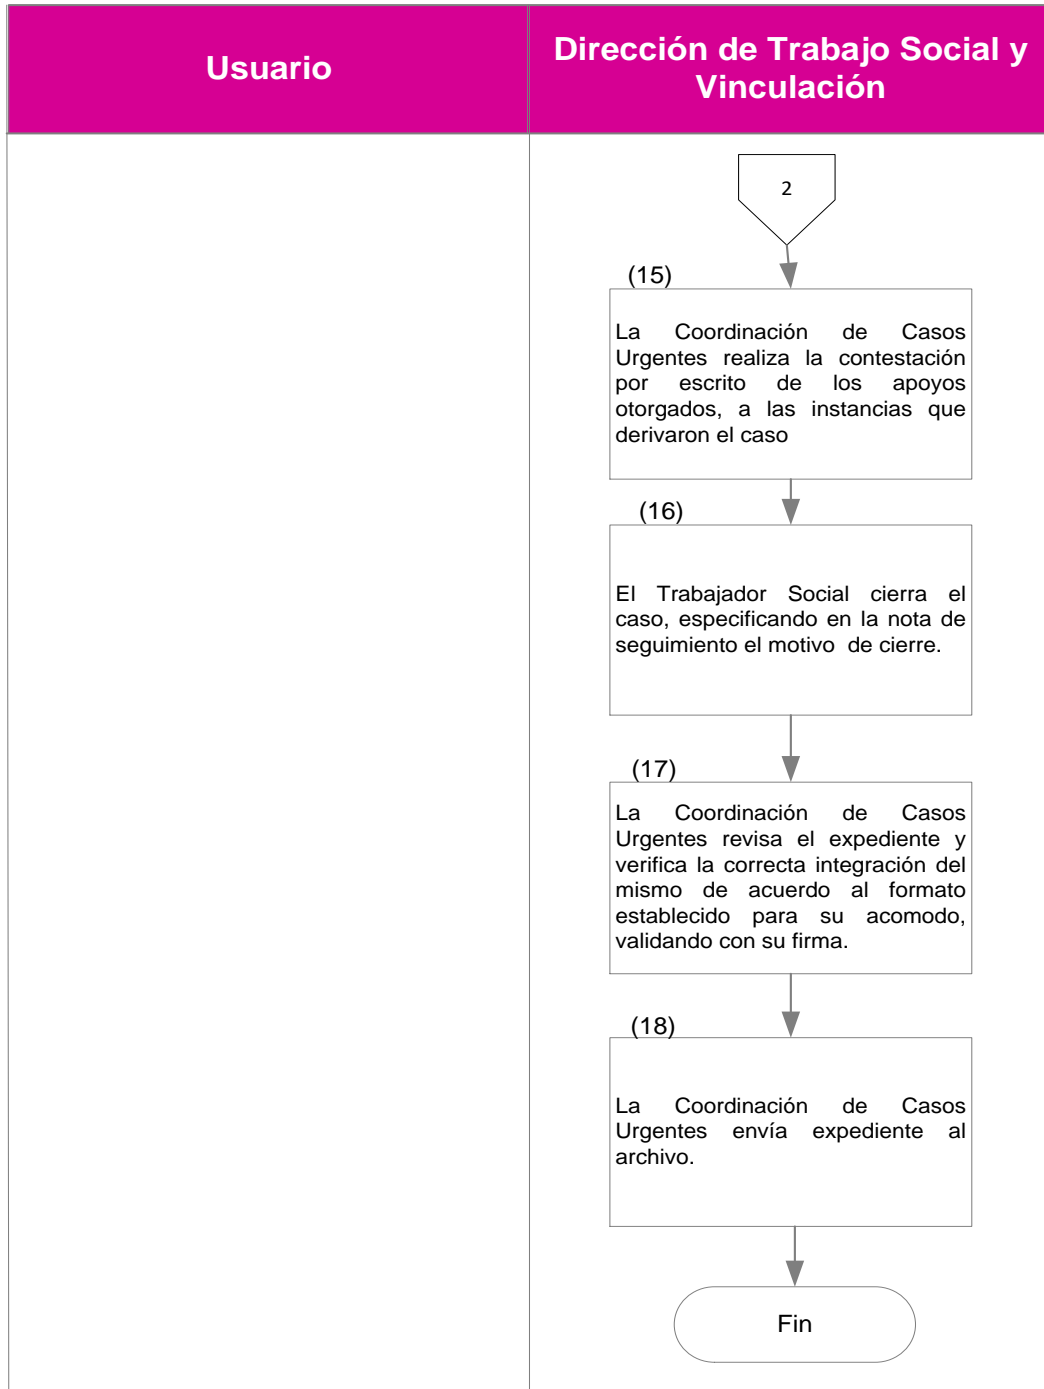 Usuario
Dirección de Trabajo Social y
Vinculación
2
(15)
La Coordinación de Casos
Urgentes realiza la contestación
por escrito de los apoyos
otorgados, a las instancias que
derivaron el caso
(16)
El Trabajador Social cierra el
caso, especificando en la nota de
seguimiento el motivo de cierre.
(17)
La Coordinación de Casos
Urgentes revisa el expediente y
verifica la correcta integración del
mismo de acuerdo al formato
establecido para su acomodo,
validando con su firma.
(18)
La Coordinación de Casos
Urgentes envía expediente al
archivo.
Fin